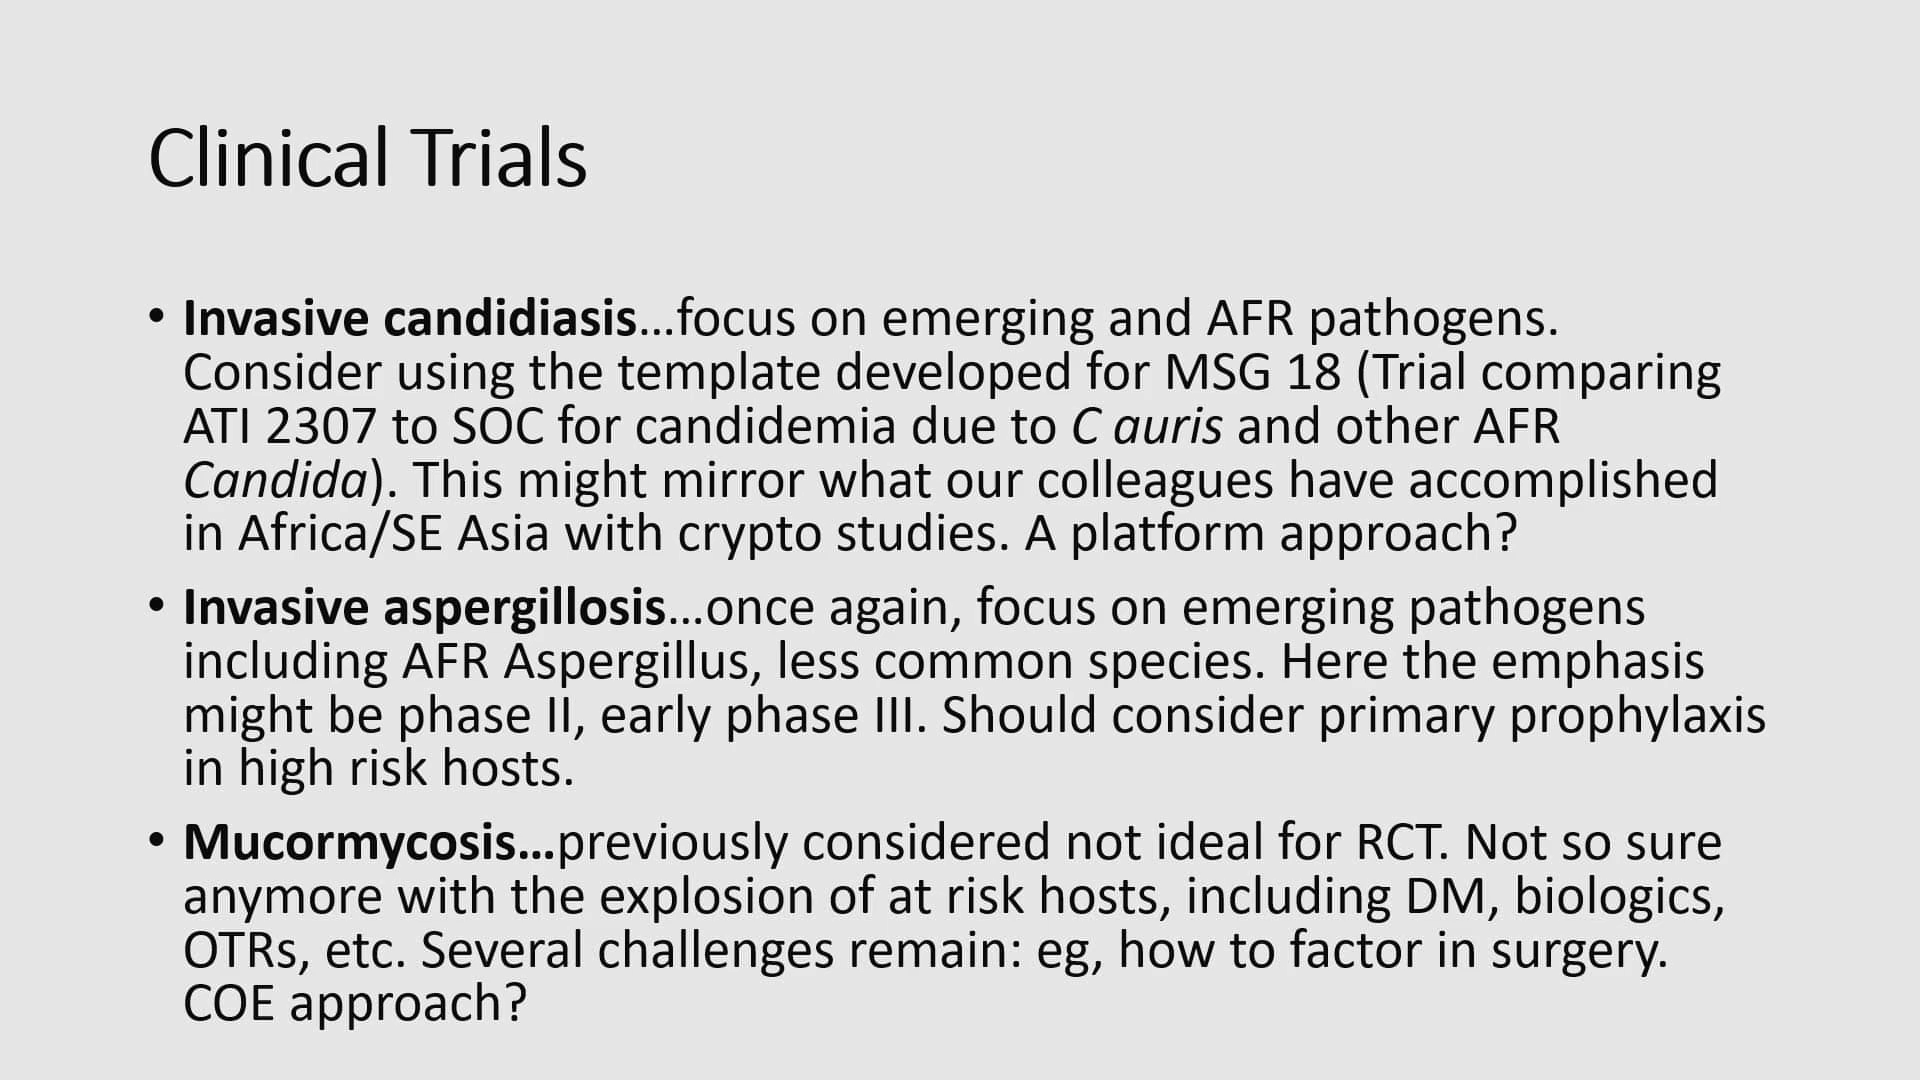 Clinical Trials
• Invasive candidiasis…focus on emerging and AFR pathogens.
Consider using the template developed for MSG 18 (Trial comparing
ATI 2307 to SOC for candidemia due to C auris and other AFR
Candida). This might mirror what our colleagues have accomplished
in Africa/SE Asia with crypto studies. A platform approach?
• Invasive aspergillosis…once again, focus on emerging pathogens
including AFR Aspergillus, less common species. Here the emphasis
might be phase II, early phase III. Should consider primary prophylaxis
in high risk hosts.
• Mucormycosis…previously considered not ideal for RCT. Not so sure
anymore with the explosion of at risk hosts, including DM, biologics,
OTRs, etc. Several challenges remain: eg, how to factor in surgery.
COE approach?